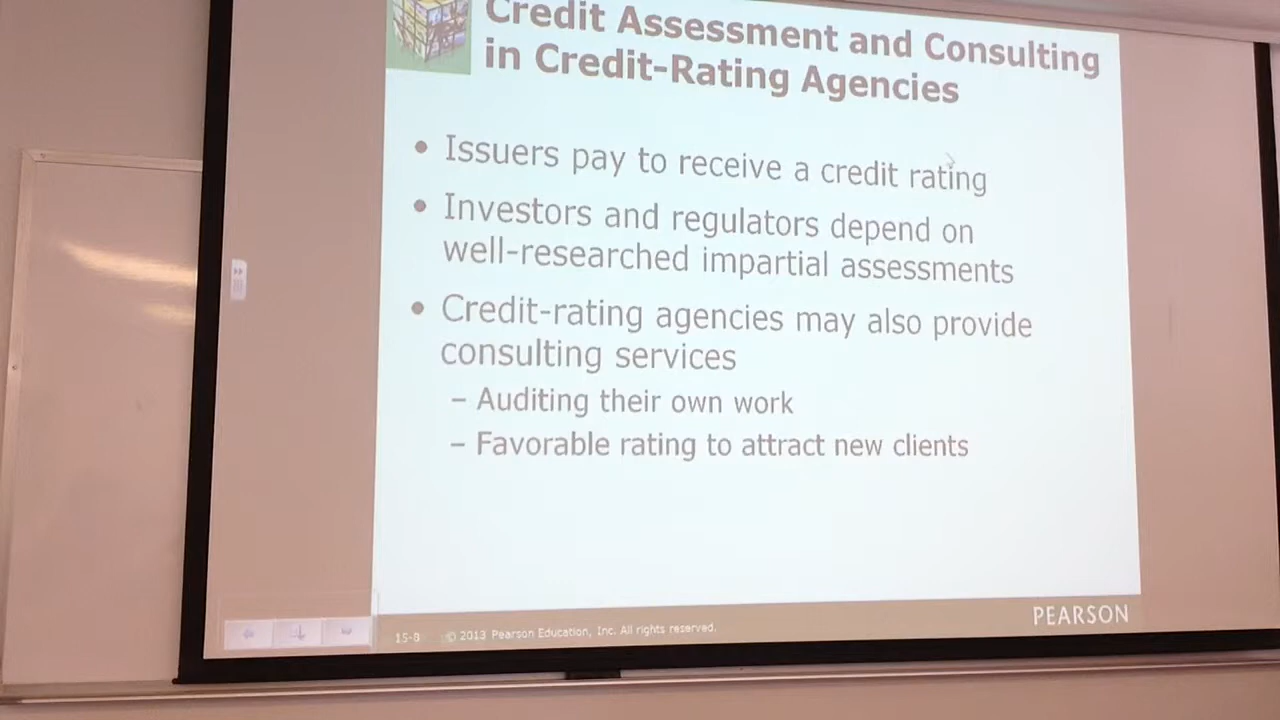 Credit Assessment and Consulting
in Credit-Rating Agencies
• Issuers pay to receive a credit rating
• Investors and regulators depend on
well-researched impartial assessments
• Credit-rating agencies may also provide
consulting services
– Auditing their own work
– Favorable rating to attract new clients
PEARSON
15-8 © 2013 Pearson Education, Inc. All rights reserved.